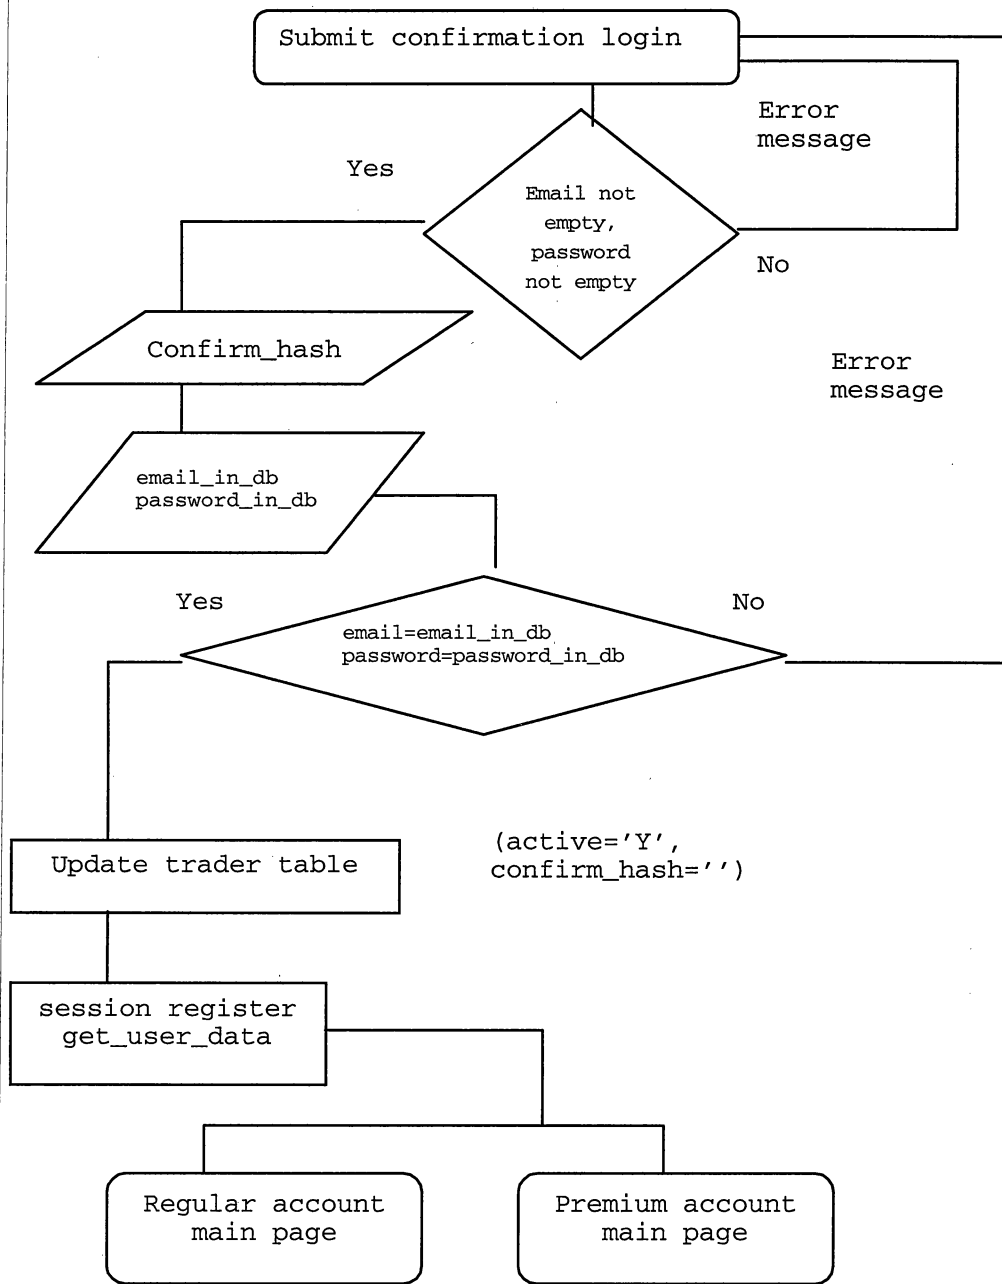 Submit confirmation login
Error
message
Yes
Email not
empty,
password
not empty
No
Confirm_hash
Error
message
email_in_db
password_in_db
Yes
No
email=email_in_db
password=password_in_db
Update trader table
(active='Y',
confirm_hash='')
session register
get_user_data
Regular account
main page
Premium account
main page